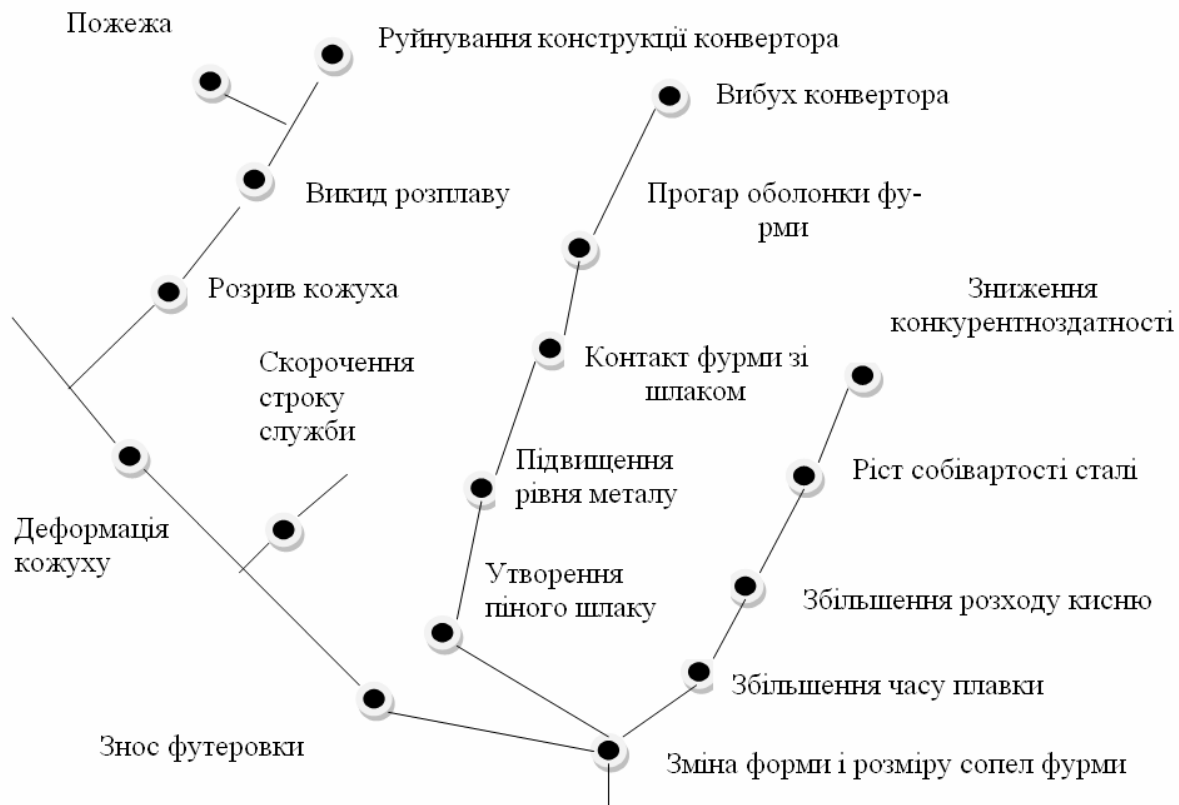 Пожежа
Руйнування конструкції конвертора
Вибух конвертора
Викид розплаву
Прогар оболонки фу-
рми
Розрив кожуха
Зниження
конкурентноздатності
Скорочення
строку
служби
Контакт фурми зі
шлаком
Підвищення
рівня металу
Ріст собівартості сталі
Деформація
кожуху
Утворення
піного шлаку
Збільшення розходу кисню
Збільшення часу плавки
Знос футеровки
Зміна форми і розміру сопел фурми